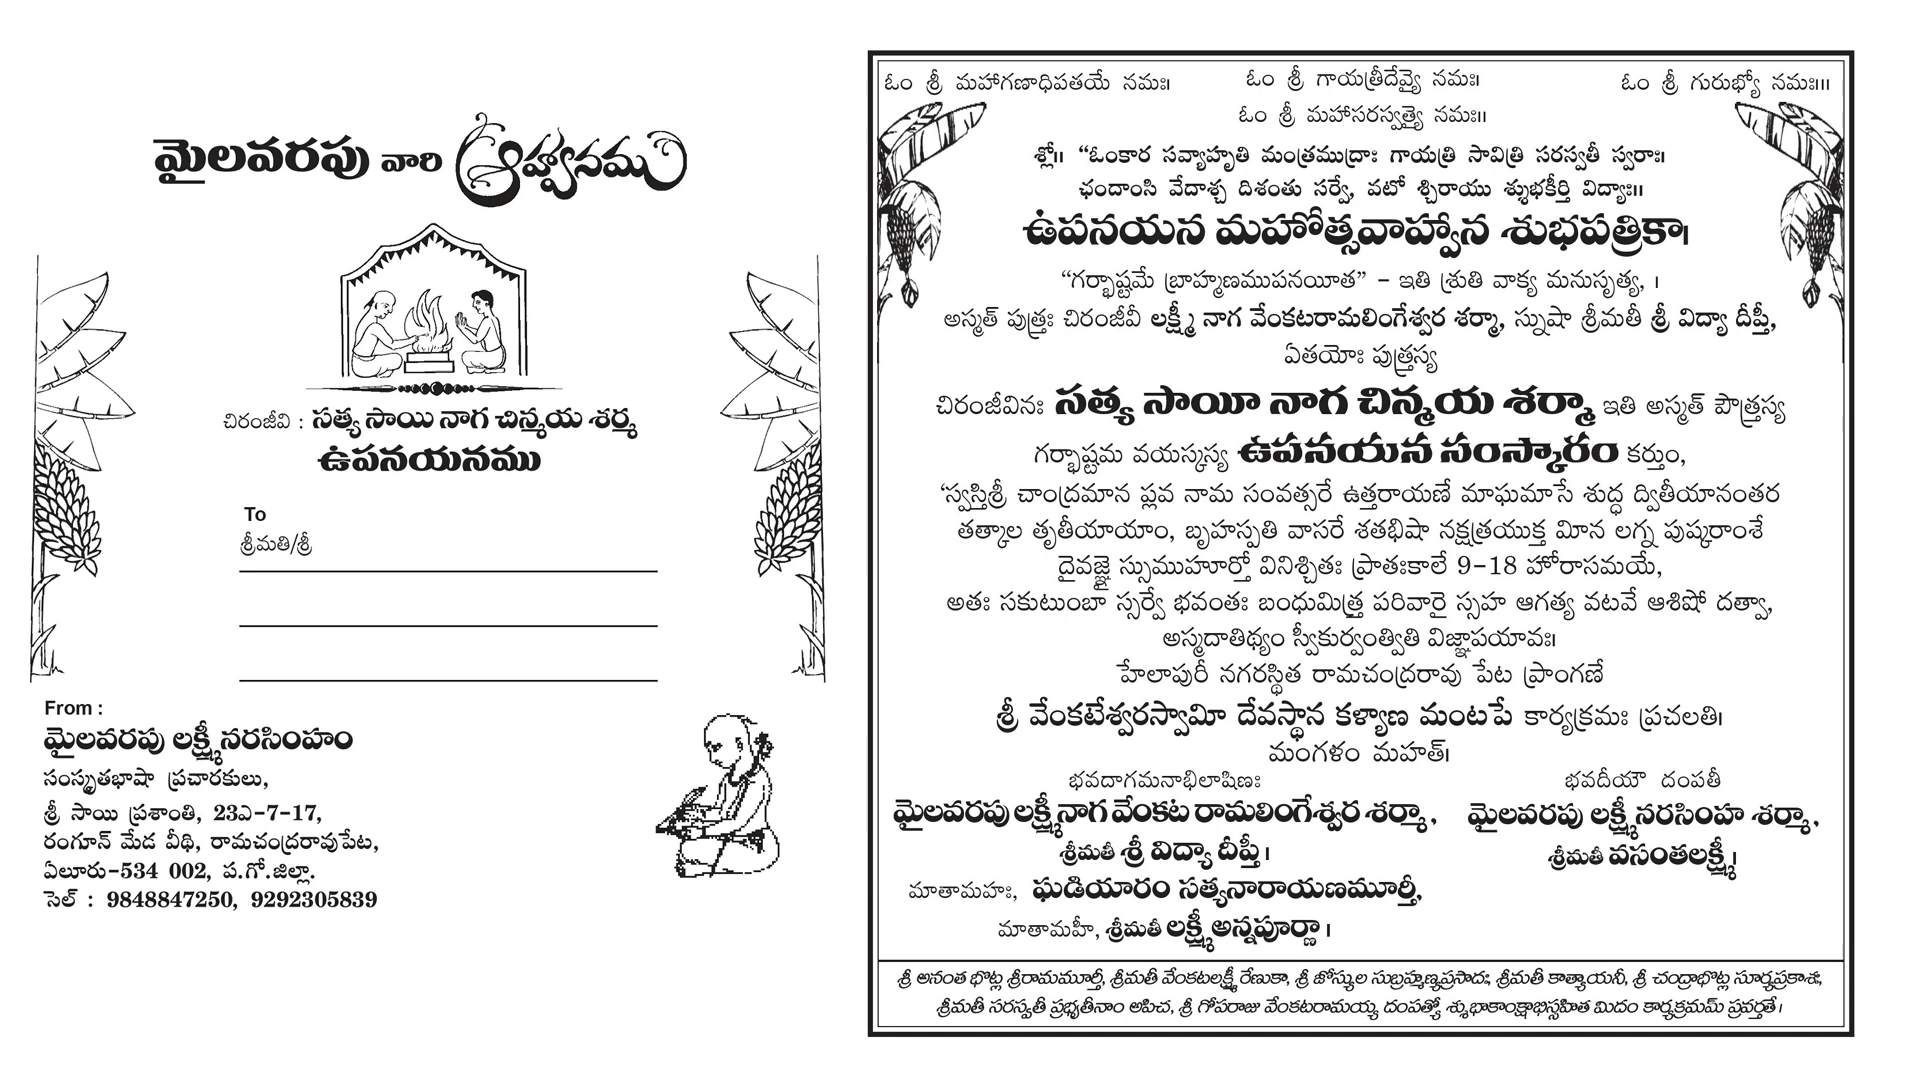 మైలవరపు వారి ఆహ్వానము
చిరంజీవి : సత్య సాయి నాగ చిన్మయ శర్మ
ఉపనయనము
To
శ్రీమతి/శ్రీ
From :
మైలవరపు లక్ష్మీనరసింహం
సంస్కృతభాషా ప్రచారకులు,
శ్రీ సాయి ప్రశాంతి, 23ఎ-7-17,
రంగూన్ మేడ వీథి, రామచంద్రరావుపేట,
ఏలూరు-534 002, ప.గో.జిల్లా.
సెల్ : 9848847250, 9292305839
ఓం శ్రీ మహాగణాధిపతయే నమః। ఓం శ్రీ గాయత్రీదేవ్యై నమః। ఓం శ్రీ గురుభ్యో నమః॥।
ఓం శ్రీ మహాసరస్వత్యై నమః॥
శ్లో॥ “ఓంకార సవ్యాహృతి మంత్రముద్రాః గాయత్రి సావిత్రి సరస్వతీ స్వరాః।
ఛందాంసి వేదాశ్చ దిశంతు సర్వే, వటో శ్చిరాయు శ్శుభకీర్తి విద్యాః॥
ఉపనయన మహోత్సవాహ్వాన శుభపత్రికా।
“గర్భాష్టమే బ్రాహ్మణముపనయీత” - ఇతి శ్రుతి వాక్య మనుసృత్య, ।
అస్మత్ పుత్రః చిరంజీవీ లక్ష్మీ నాగ వేంకటరామలింగేశ్వర శర్మా, స్నుషా శ్రీమతీ శ్రీ విద్యా దీప్తీ,
ఏతయోః పుత్రస్య
చిరంజీవినః సత్య సాయీ నాగ చిన్మయ శర్మా ఇతి అస్మత్ పౌత్రస్య
గర్భాష్టమ వయస్కస్య ఉపనయన సంస్కారం కర్తుం,
‘స్వస్తిశ్రీ చాంద్రమాన ప్లవ నామ సంవత్సరే ఉత్తరాయణే మాఘమాసే శుద్ధ ద్వితీయానంతర
తత్కాల తృతీయాయాం, బృహస్పతి వాసరే శతభిషా నక్షత్రయుక్త మీన లగ్న పుష్కరాంశే
దైవజ్ఞై స్సుముహూర్తో వినిశ్చితః ప్రాతఃకాలే 9-18 హోరాసమయే,
అతః సకుటుంబా స్సర్వే భవంతః బంధుమిత్ర పరివారై స్సహ ఆగత్య వటవే ఆశిషో దత్వా,
అస్మదాతిథ్యం స్వీకుర్వంత్వితి విజ్ఞాపయావః।
హేలాపురీ నగరస్థిత రామచంద్రరావు పేట ప్రాంగణే
శ్రీ వేంకటేశ్వరస్వామీ దేవస్థాన కళ్యాణ మంటపే కార్యక్రమః ప్రచలతి।
మంగళం మహత్।
భవదాగమనాభిలాషిణః
మైలవరపు లక్ష్మీనాగ వేంకట రామలింగేశ్వర శర్మా,
శ్రీమతీ శ్రీ విద్యా దీప్తీ।
మాతామహః, ఘడియారం సత్యనారాయణమూర్తీ,
మాతామహీ, శ్రీమతీ లక్ష్మీఅన్నపూర్ణా।
భవదీయౌ దంపతీ
మైలవరపు లక్ష్మీనరసింహ శర్మా,
శ్రీమతీ వసంతలక్ష్మీ।
శ్రీ అనంత భొట్ల శ్రీరామమూర్తీ, శ్రీమతీ వేంకటలక్ష్మీ రేణుకా, శ్రీ జోస్యుల సుబ్రహ్మణ్యప్రసాదః, శ్రీమతీ కాత్యాయనీ, శ్రీ చంద్రాభొట్ల సూర్యప్రకాశః,
శ్రీమతీ సరస్వతీ ప్రభృతీనాం అపిచ, శ్రీ గోపరాజు వేంకటరామయ్య దంపత్యో శ్శుభాకాంక్షాభిస్సహిత మిదం కార్యక్రమమ్ ప్రవర్తతే।